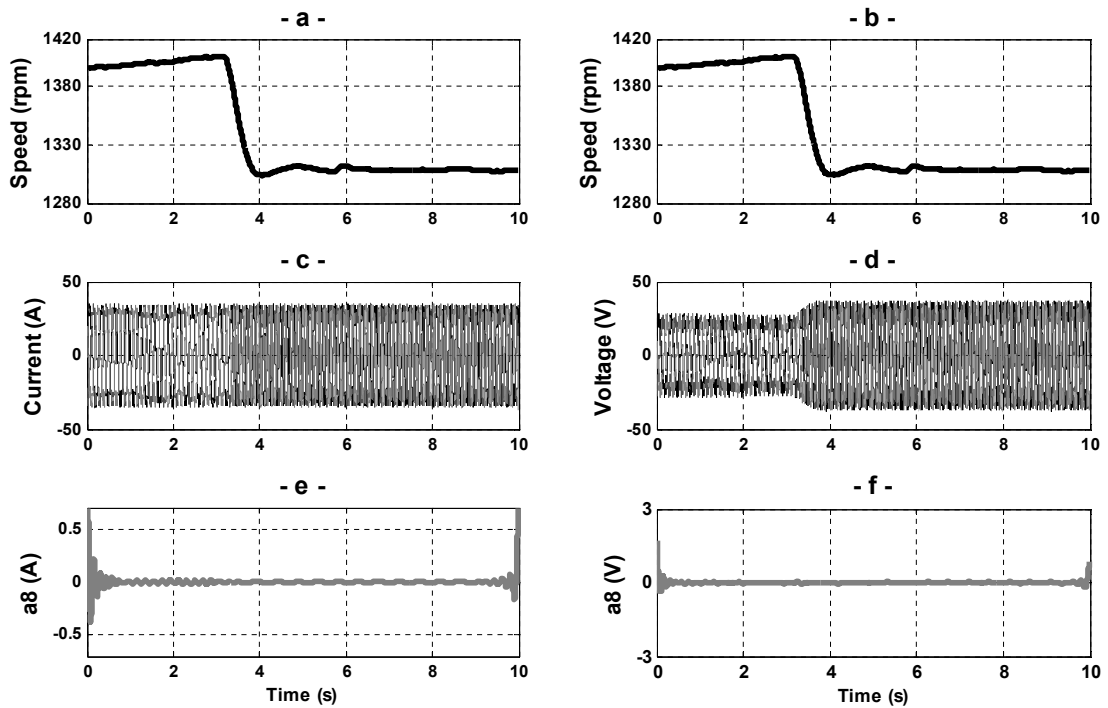 - a -
Speed (rpm)
1420
1380
1330
1280
0 2 4 6 8 10
- b -
Speed (rpm)
1420
1380
1330
1280
0 2 4 6 8 10
- c -
Current (A)
50
0
-50
0 2 4 6 8 10
- d -
Voltage (V)
50
0
-50
0 2 4 6 8 10
- e -
a8 (A)
0.5
0
-0.5
0 2 4 6 8 10
Time (s)
- f -
a8 (V)
3
0
-3
0 2 4 6 8 10
Time (s)